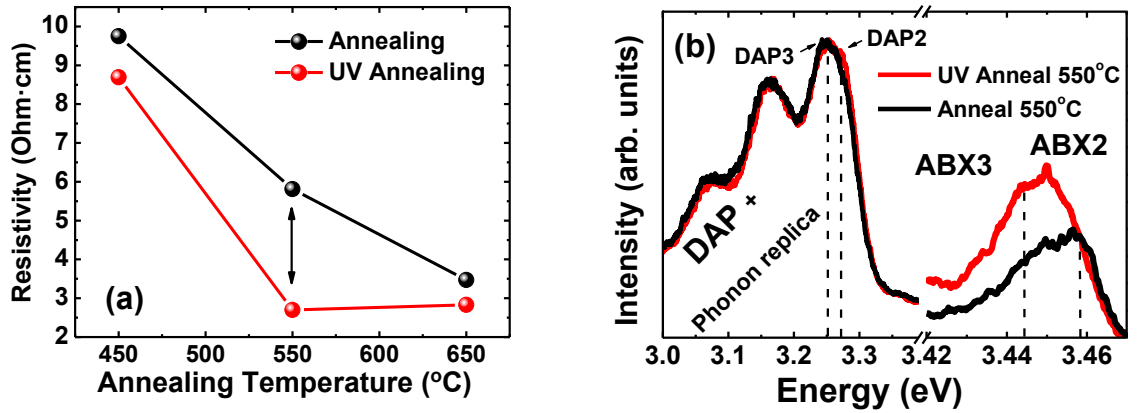 10
9
8
7
6
5
4
3
2
Resistivity (Ohm·cm)
Annealing
UV Annealing
(a)
450 500 550 600 650
Annealing Temperature (ºC)
(b)
Intensity (arb. units)
DAP3
DAP2
UV Anneal 550°C
Anneal 550°C
ABX3
ABX2
DAP +
Phonon replica
3.0 3.1 3.2 3.3 3.42 3.44 3.46
Energy (eV)